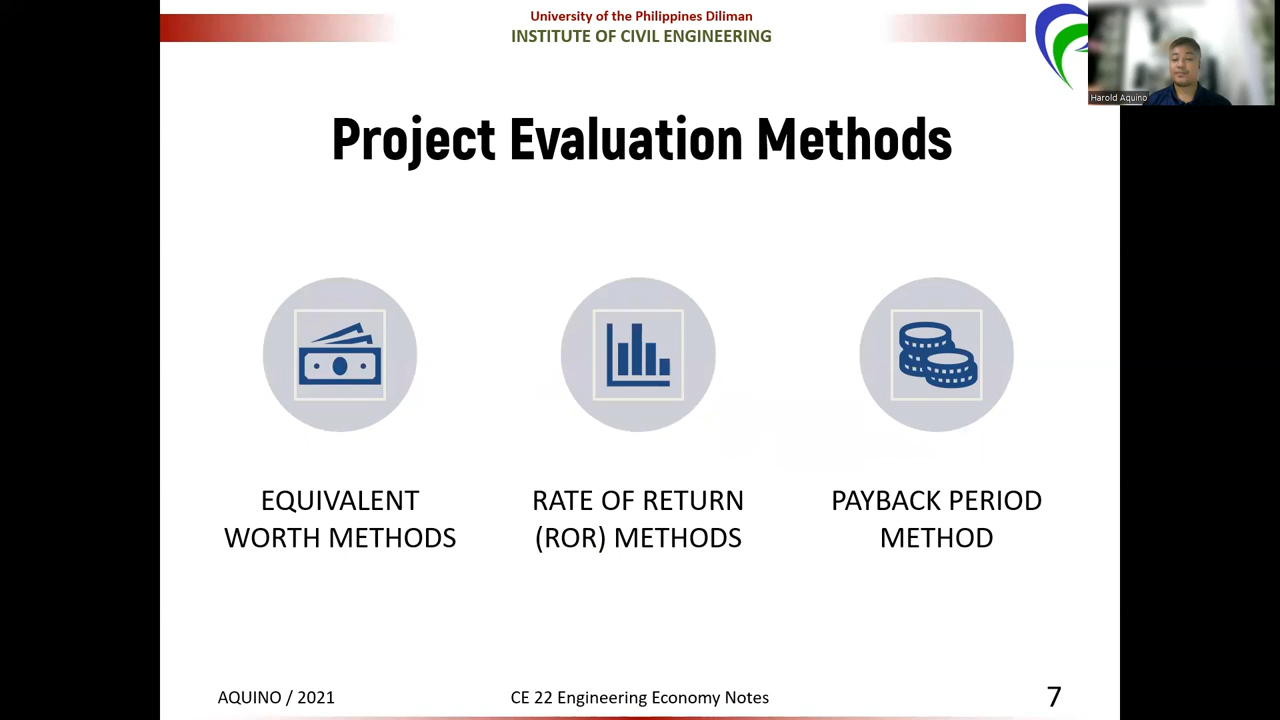 University of the Philippines Diliman
INSTITUTE OF CIVIL ENGINEERING
Harold Aquino
Project Evaluation Methods
EQUIVALENT
WORTH METHODS
RATE OF RETURN
(ROR) METHODS
PAYBACK PERIOD
METHOD
AQUINO / 2021
CE 22 Engineering Economy Notes
7